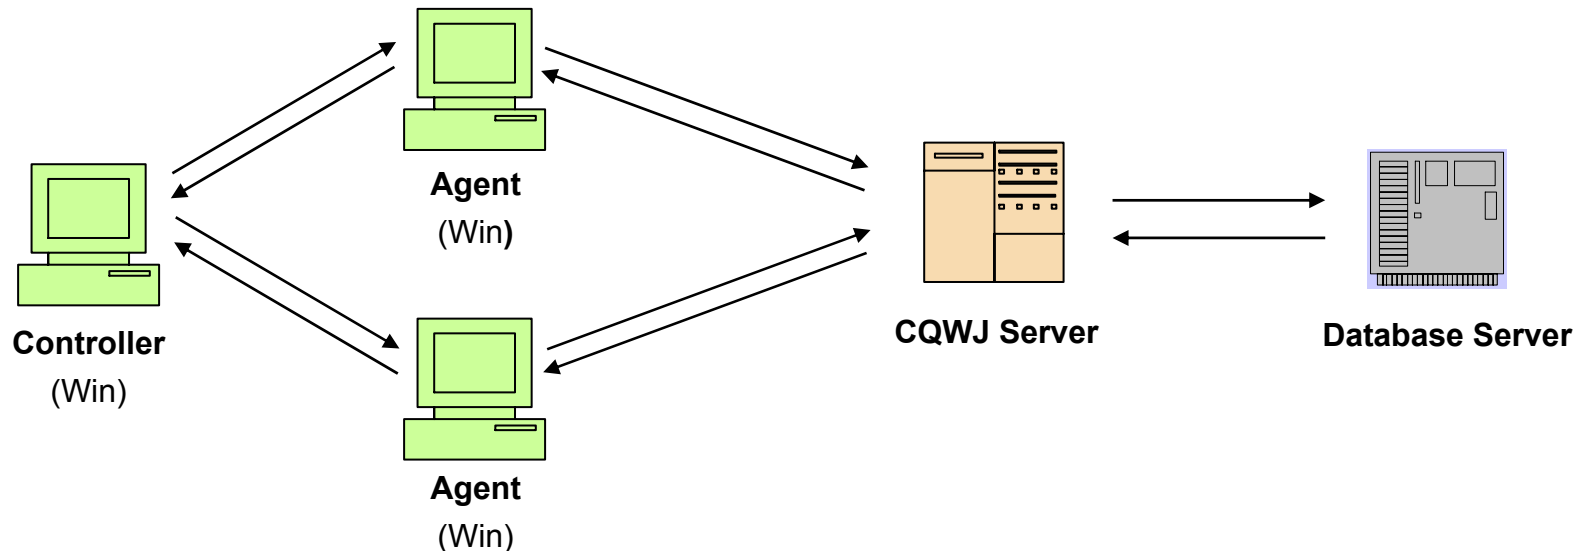 Agent
(Win)
Controller
(Win)
CQWJ Server
Database Server
Agent
(Win)